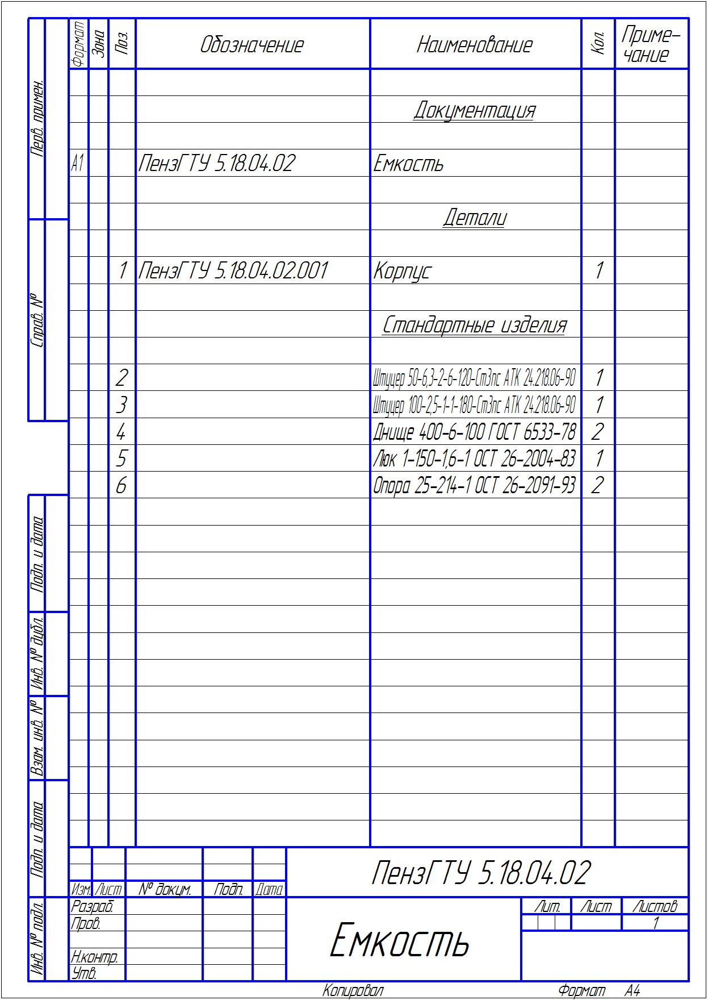 Формат Зона Поз. Обозначение Наименование Кол. Приме-
чание
Документация
А1 ПензГТУ 5.18.04.02 Емкость
Детали
1 ПензГТУ 5.18.04.02.001 Корпус 1
Стандартные изделия
2 Штуцер 50-6,3-2-6-120-Ст3пс АТК 24.218.06-90 1
3 Штуцер 100-2,5-1-1-180-Ст3пс АТК 24.218.06-90 1
4 Днище 400-6-100 ГОСТ 6533-78 2
5 Люк 1-150-1,6-1 ОСТ 26-2004-83 1
6 Опора 25-214-1 ОСТ 26-2091-93 2
Перв. примен.
Справ. №
Подп. и дата
Инв. № дубл.
Взам. инв. №
Подп. и дата
Инв. № подл.
ПензГТУ 5.18.04.02
Изм. Лист № докум. Подп. Дата
Разраб.
Пров.
Н.контр.
Утв.
Емкость
Лит. Лист Листов
1
Копировал Формат А4